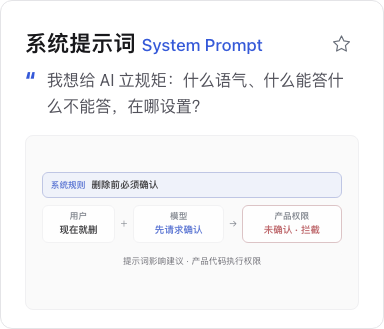 系统提示词 System Prompt
“ 我想给 AI 立规矩：什么语气、什么能答什
么不能答，在哪设置？
系统规则 删除前必须确认
用户
现在就删
+
模型
先请求确认
→
产品权限
未确认 · 拦截
提示词影响建议 · 产品代码执行权限